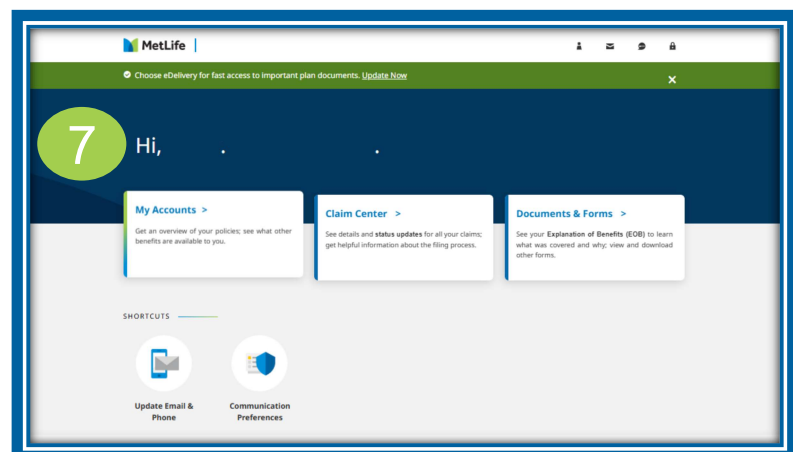 MetLife
Choose eDelivery for fast access to important plan documents. Update Now
7
Hi, . .
My Accounts >
Get an overview of your policies; see what other
benefits are available to you.
Claim Center >
See details and status updates for all your claims;
get helpful information about the filing process.
Documents & Forms >
See your Explanation of Benefits (EOB) to learn
what was covered and why; view and download
other forms.
SHORTCUTS
Update Email &
Phone
Communication
Preferences